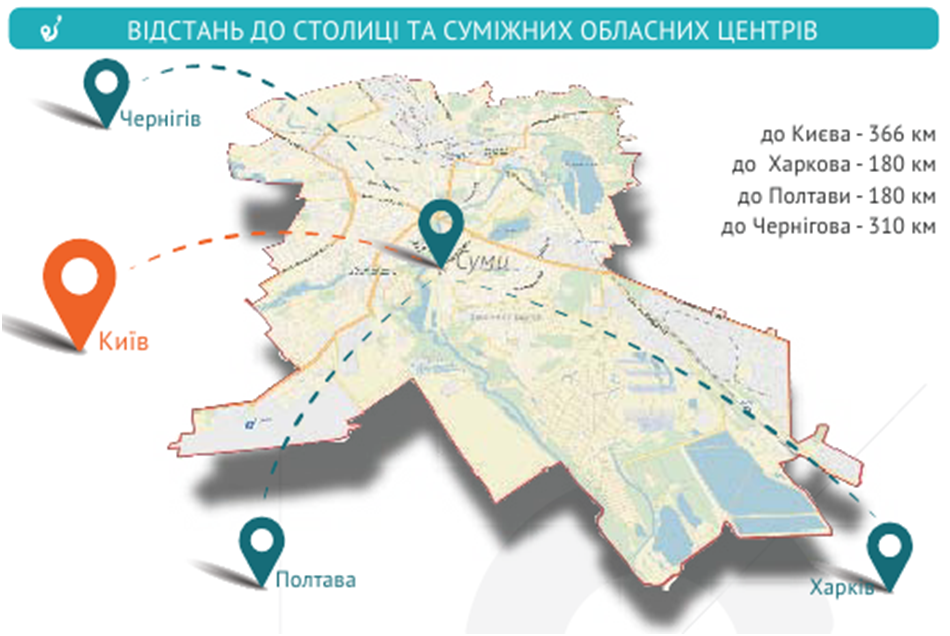 ВІДСТАНЬ ДО СТОЛИЦІ ТА СУМІЖНИХ ОБЛАСНИХ ЦЕНТРІВ
Чернігів
до Києва - 366 км
до Харкова - 180 км
до Полтави - 180 км
до Чернігова - 310 км
Суми
Київ
Полтава
Харків